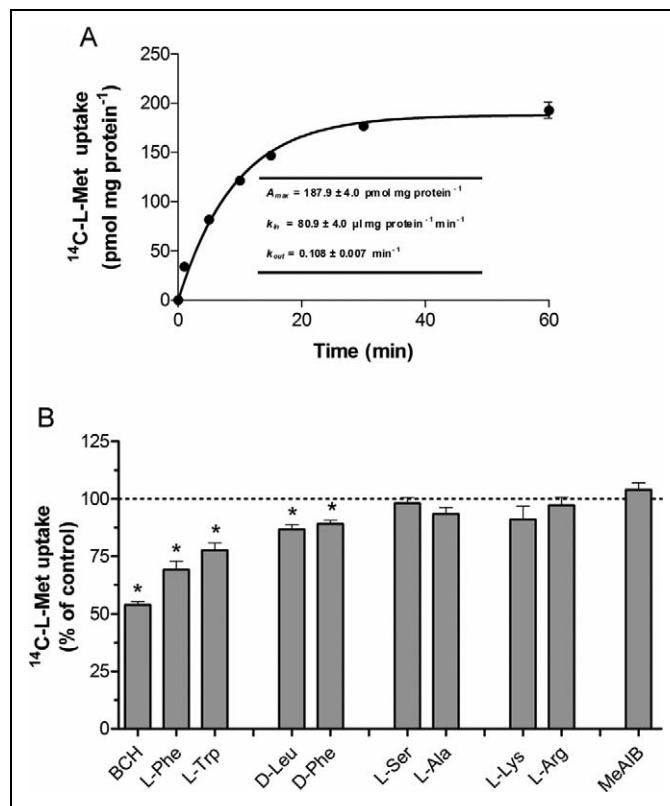 A
250
200
150
100
50
0
¹⁴C-L-Met uptake
(pmol mg protein⁻¹)
A_max = 187.9 ± 4.0 pmol mg protein⁻¹
k_in = 80.9 ± 4.0 µl mg protein⁻¹ min⁻¹
k_out = 0.108 ± 0.007 min⁻¹
0 20 40 60
Time (min)
B
125
100
75
50
25
0
¹⁴C-L-Met uptake
(% of control)
* * * * *
BCH L-Phe L-Trp D-Leu D-Phe L-Ser L-Ala L-Lys L-Arg MeAIB